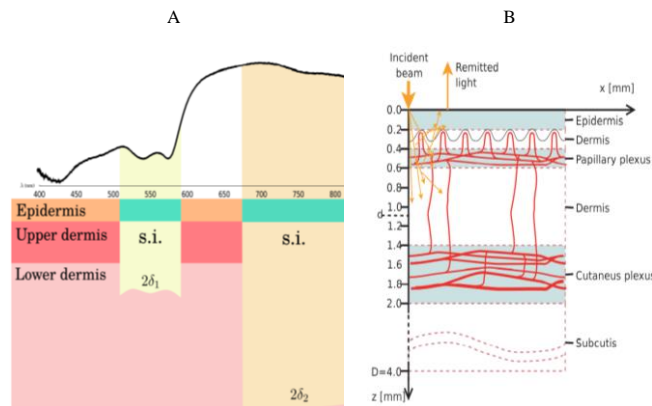 A
B
λ (nm)
400 450 500 550 600 650 700 750 800
Epidermis
Upper dermis
s.i.
s.i.
Lower dermis
2δ₁
2δ₂
Incident
beam
Remitted
light
x [mm]
0.0
Epidermis
0.2
Dermis
0.4
Papillary plexus
0.6
0.8
1.0
Dermis
d
1.2
1.4
1.6
Cutaneus plexus
1.8
2.0
Subcutis
D=4.0
z [mm]